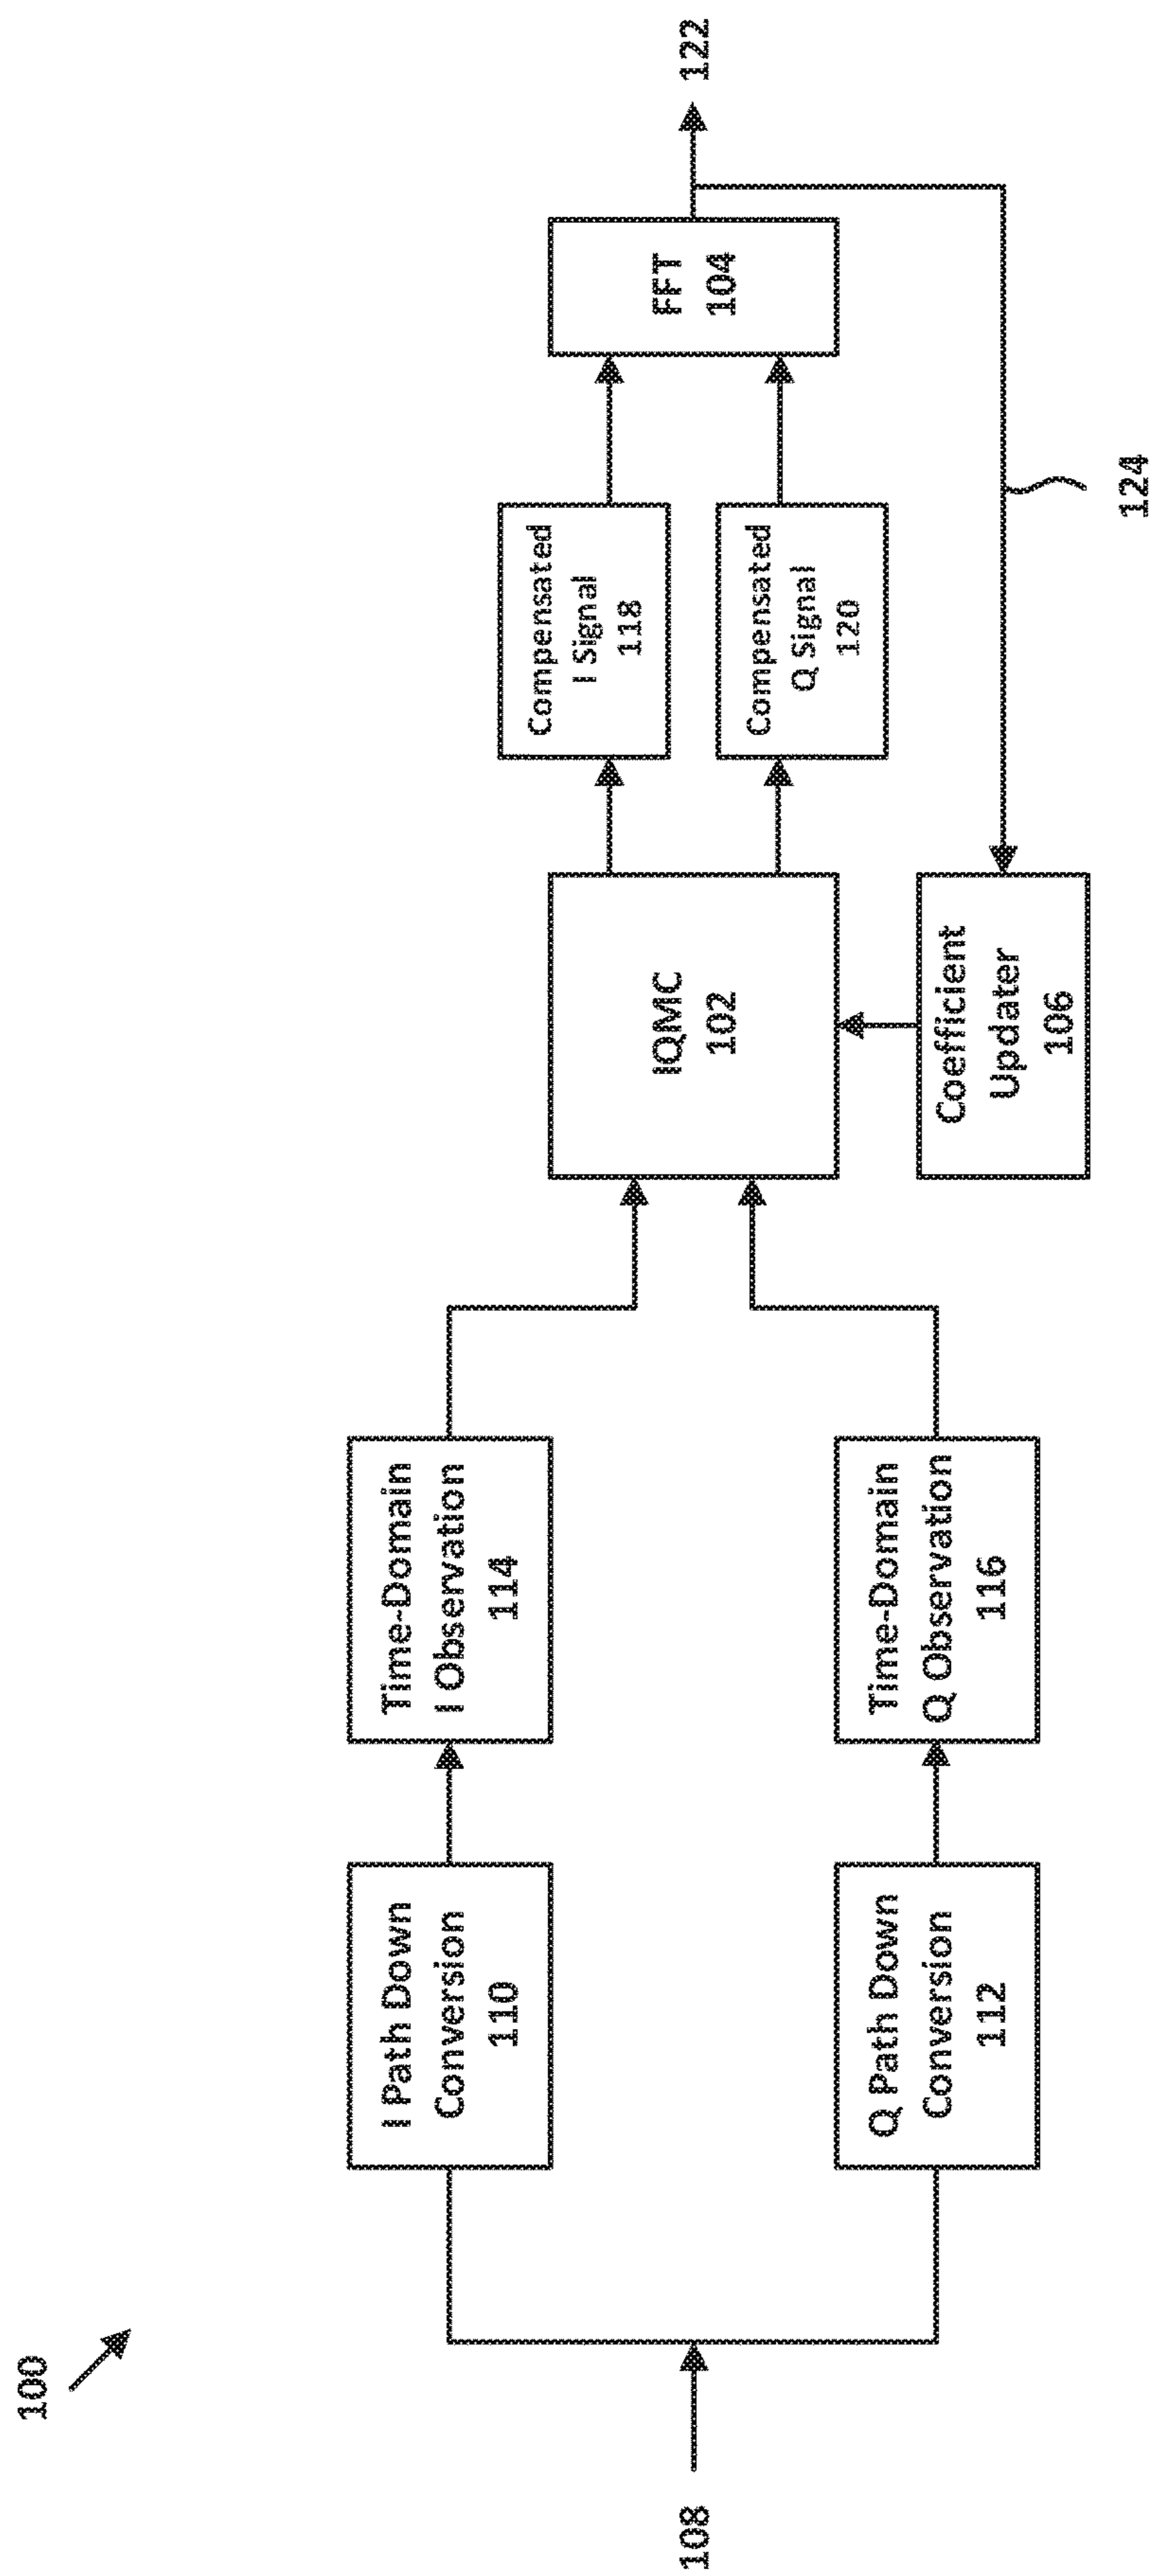 100
108
I Path Down
Conversion
110
Q Path Down
Conversion
112
Time-Domain
I Observation
114
Time-Domain
Q Observation
116
IQMC
102
Coefficient
Updater
106
Compensated
I Signal
118
Compensated
Q Signal
120
FFT
104
122
124